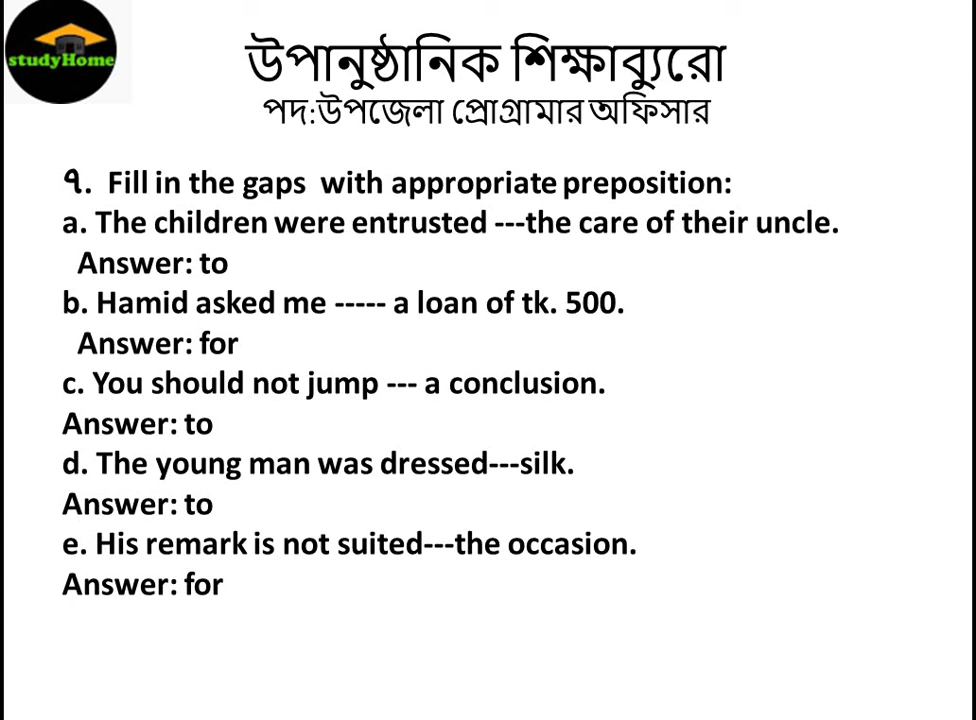 studyHome
উপানুষ্ঠানিক শিক্ষাব্যুরো
পদ:উপজেলা প্রোগ্রামার অফিসার
৭. Fill in the gaps with appropriate preposition:
a. The children were entrusted ---the care of their uncle.
Answer: to
b. Hamid asked me ----- a loan of tk. 500.
Answer: for
c. You should not jump --- a conclusion.
Answer: to
d. The young man was dressed---silk.
Answer: to
e. His remark is not suited---the occasion.
Answer: for